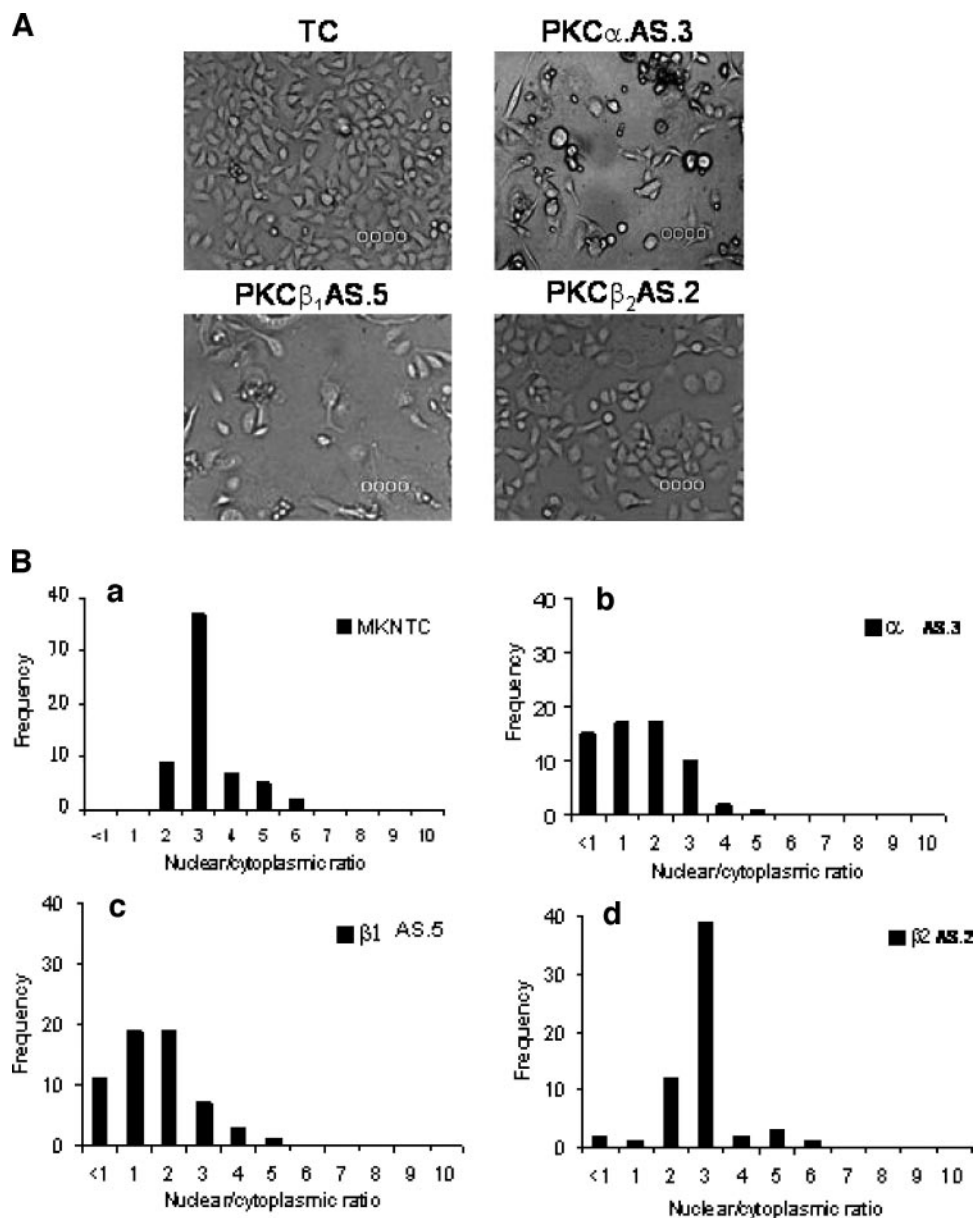 A
TC
PKCα.AS.3
PKCβ₁AS.5
PKCβ₂AS.2
B
a
40
30
20
10
0
Frequency
MKNTC
<1 1 2 3 4 5 6 7 8 9 10
Nuclear/cytoplasmic ratio
b
40
30
20
10
0
Frequency
α AS.3
<1 1 2 3 4 5 6 7 8 9 10
Nuclear/cytoplasmic ratio
c
40
30
20
10
0
Frequency
β1 AS.5
<1 1 2 3 4 5 6 7 8 9 10
Nuclear/cytoplasmic ratio
d
40
30
20
10
0
Frequency
β2 AS.2
<1 1 2 3 4 5 6 7 8 9 10
Nuclear/cytoplasmic ratio